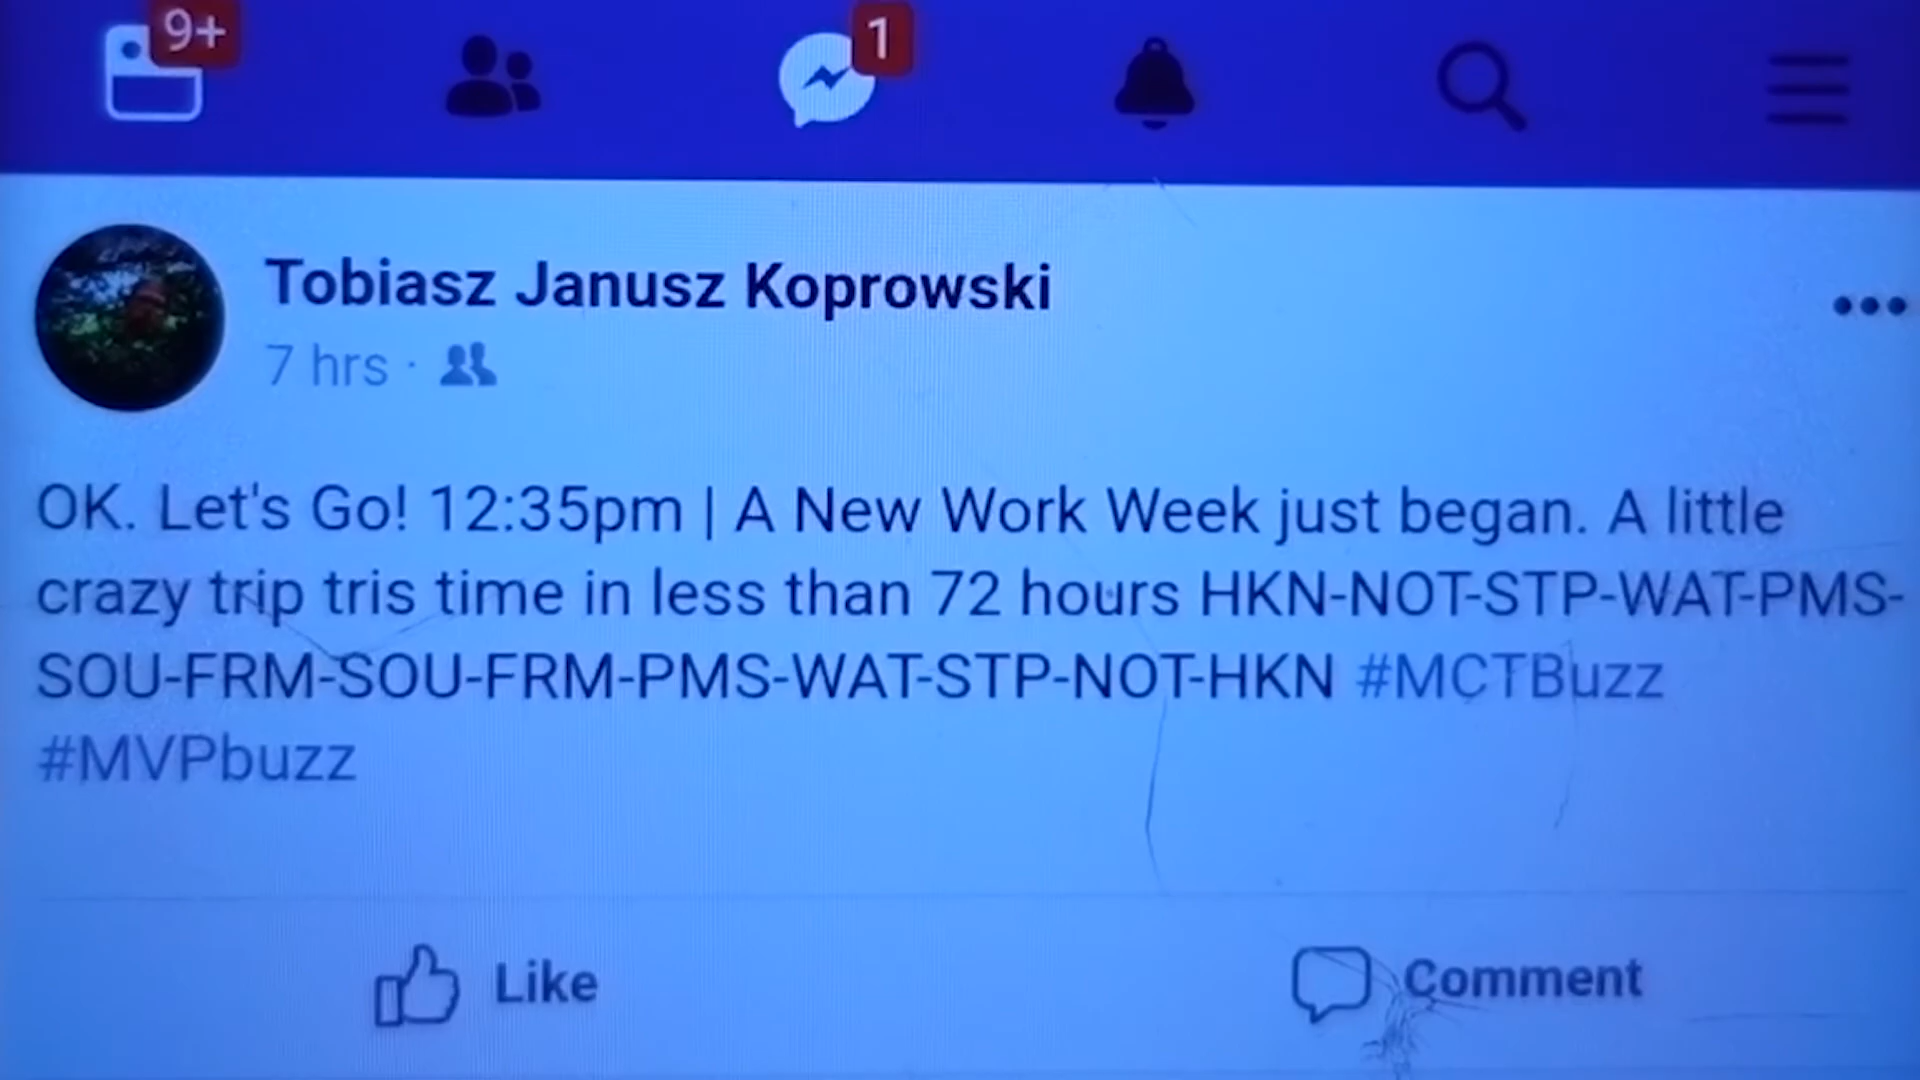 9+
1
Tobiasz Janusz Koprowski
7 hrs ·
OK. Let's Go! 12:35pm | A New Work Week just began. A little
crazy trip tris time in less than 72 hours HKN-NOT-STP-WAT-PMS-
SOU-FRM-SOU-FRM-PMS-WAT-STP-NOT-HKN #MCTBuzz
#MVPbuzz
Like
Comment